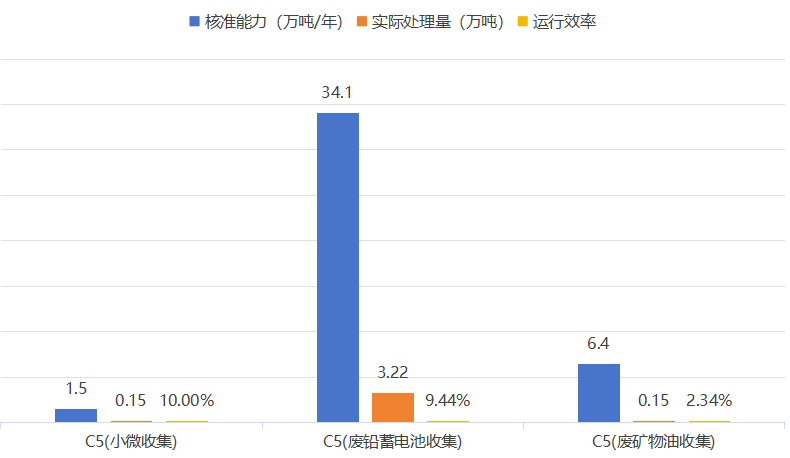 核准能力（万吨/年） 实际处理量（万吨） 运行效率
34.1
6.4
3.22
1.5
0.15 10.00% 9.44% 0.15 2.34%
C5(小微收集) C5(废铅蓄电池收集) C5(废矿物油收集)